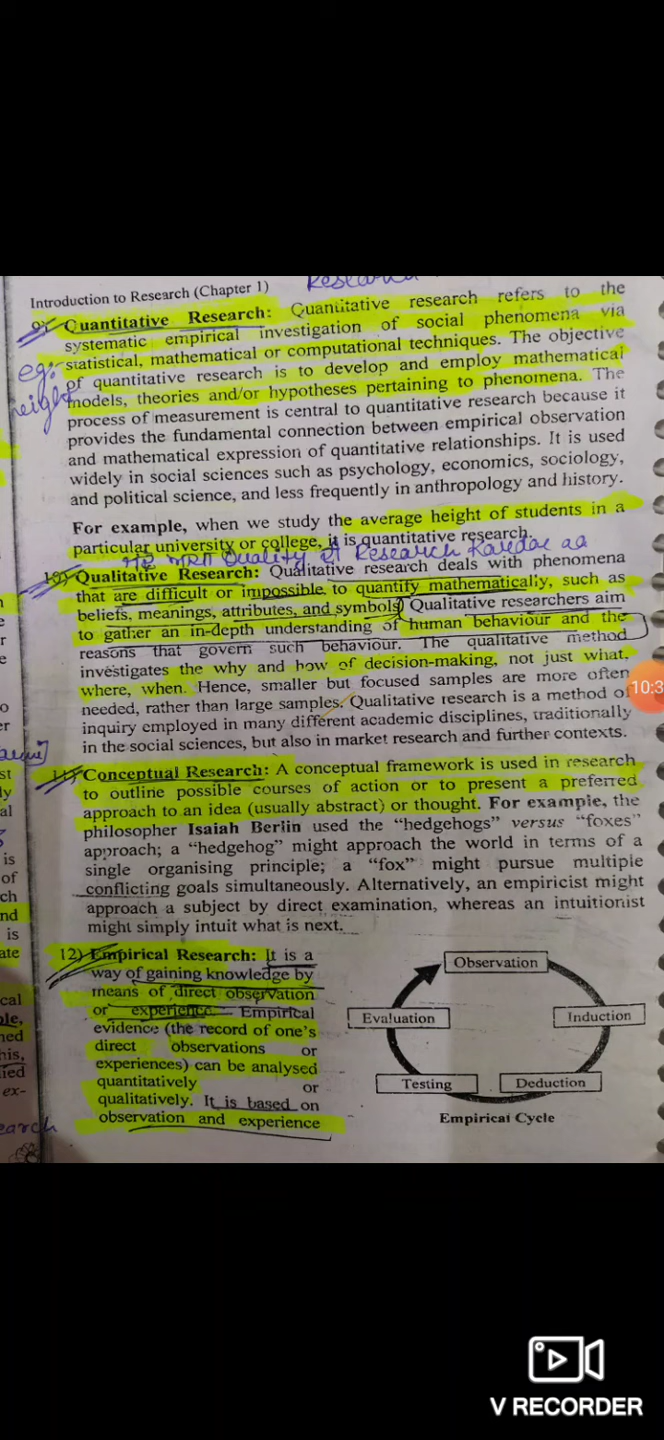 Introduction to Research (Chapter 1)
9) Quantitative Research: Quantitative research refers to the
systematic empirical investigation of social phenomena via
eg:- statistical, mathematical or computational techniques. The objective
of quantitative research is to develop and employ mathematical
height models, theories and/or hypotheses pertaining to phenomena. The
process of measurement is central to quantitative research because it
provides the fundamental connection between empirical observation
and mathematical expression of quantitative relationships. It is used
widely in social sciences such as psychology, economics, sociology,
and political science, and less frequently in anthropology and history.
For example, when we study the average height of students in a
particular university or college, it is quantitative research.
Quality Research
10) Qualitative Research: Qualitative research deals with phenomena
that are difficult or impossible to quantify mathematically, such as
beliefs, meanings, attributes, and symbols. Qualitative researchers aim
to gather an in-depth understanding of human behaviour and the
reasons that govern such behaviour. The qualitative method
investigates the why and how of decision-making, not just what,
where, when. Hence, smaller but focused samples are more often
needed, rather than large samples. Qualitative research is a method of
inquiry employed in many different academic disciplines, traditionally
in the social sciences, but also in market research and further contexts.
11) Conceptual Research: A conceptual framework is used in research
to outline possible courses of action or to present a preferred
approach to an idea (usually abstract) or thought. For example, the
philosopher Isaiah Berlin used the “hedgehogs” versus “foxes”
approach; a “hedgehog” might approach the world in terms of a
single organising principle; a “fox” might pursue multiple
conflicting goals simultaneously. Alternatively, an empiricist might
approach a subject by direct examination, whereas an intuitionist
might simply intuit what is next.
12) Empirical Research: It is a
way of gaining knowledge by
means of direct observation
or experience. Empirical
evidence (the record of one’s
direct observations or
experiences) can be analysed
quantitatively or
qualitatively. It is based on
observation and experience
Observation
Evaluation
Induction
Testing
Deduction
Empirical Cycle
10:3
V RECORDER